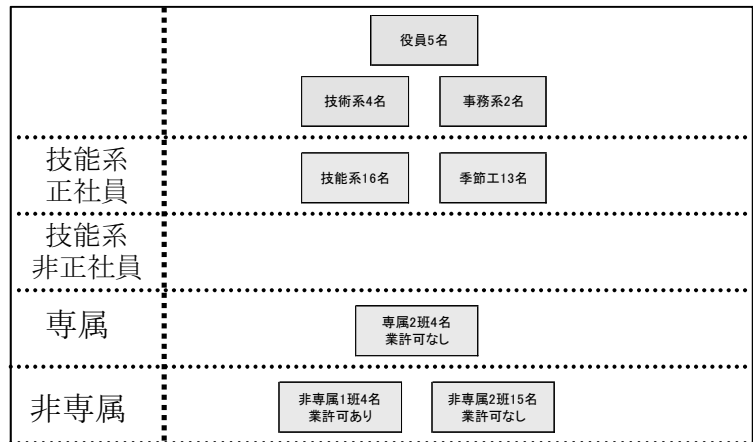 役員5名
技術系4名
事務系2名
技能系
正社員
技能系16名
季節工13名
技能系
非正社員
専属
専属2班4名
業許可なし
非専属
非専属1班4名
業許可あり
非専属2班15名
業許可なし